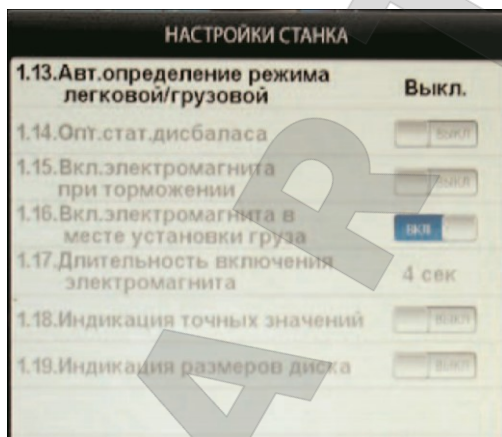 НАСТРОЙКИ СТАНКА
1.13.Авт.определение режима
легковой/грузовой
Выкл.
1.14.Опт.стат.дисбаласа
ВЫКЛ
1.15.Вкл.электромагнита
при торможении
ВЫКЛ
1.16.Вкл.электромагнита в
месте установки груза
ВКЛ
1.17.Длительность включения
электромагнита
4 сек
1.18.Индикация точных значений
ВЫКЛ
1.19.Индикация размеров диска
ВЫКЛ